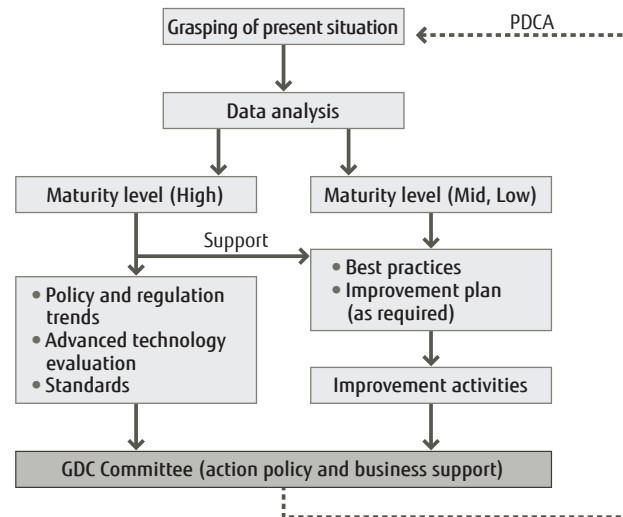 Grasping of present situation
PDCA
Data analysis
Maturity level (High)
Maturity level (Mid, Low)
Support
• Best practices
• Improvement plan
(as required)
• Policy and regulation
trends
• Advanced technology
evaluation
• Standards
Improvement activities
GDC Committee (action policy and business support)